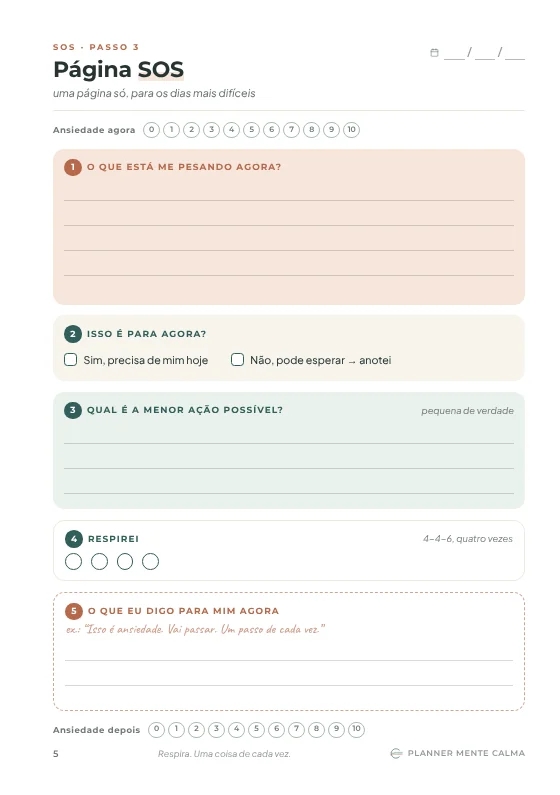 SOS · PASSO 3
Página SOS
___ / ___ / ___
uma página só, para os dias mais difíceis
Ansiedade agora 0 1 2 3 4 5 6 7 8 9 10
1 O QUE ESTÁ ME PESANDO AGORA?
2 ISSO É PARA AGORA?
Sim, precisa de mim hoje Não, pode esperar → anotei
3 QUAL É A MENOR AÇÃO POSSÍVEL? pequena de verdade
4 RESPIREI 4–4–6, quatro vezes
5 O QUE EU DIGO PARA MIM AGORA
ex.: “Isso é ansiedade. Vai passar. Um passo de cada vez.”
Ansiedade depois 0 1 2 3 4 5 6 7 8 9 10
5 Respira. Uma coisa de cada vez. PLANNER MENTE CALMA